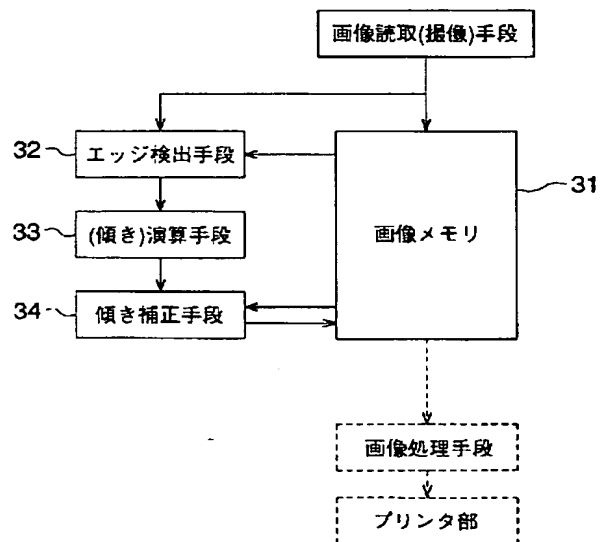 画像読取(撮像)手段
32
エッジ検出手段
31
33
(傾き)演算手段
画像メモリ
34
傾き補正手段
画像処理手段
プリンタ部